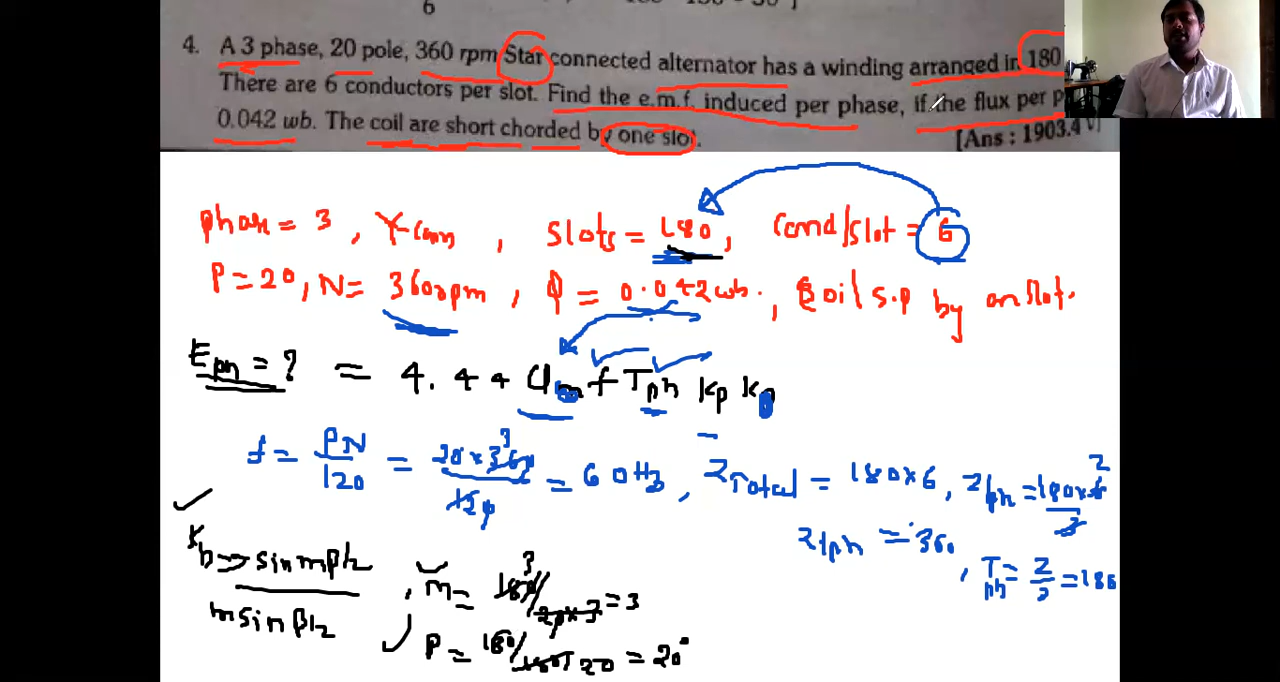 6
4. A 3 phase, 20 pole, 360 rpm Star connected alternator has a winding arranged in 180
There are 6 conductors per slot. Find the e.m.f. induced per phase, if the flux per p
0.042 wb. The coil are short chorded by one slot.
[Ans : 1903.4 V]
phase = 3 , Y-Conn , Slots = 180, Cond/slot = 6
P = 20, N = 360rpm, ϕ = 0.042wb. , Coil s.p by on slot.
Eph = ? = 4.44 ϕm f Tph Kp KD
f = PN/120 = 20×360/120 = 60Hz, ZTotal = 180×6, Z/ph = 180×6/3
Z/ph = 360, Tph = Z/2 = 180
KD → sin mβ/2 / m sin β/2 , m = 180/20×3 = 3
β = 180/180/20 = 20°